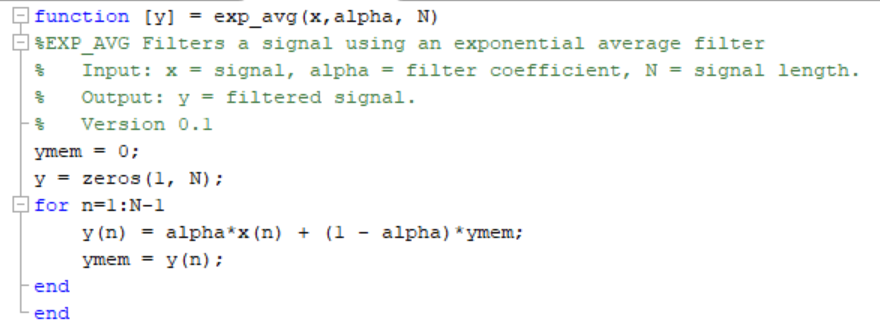 function [y] = exp_avg(x,alpha, N)
%EXP_AVG Filters a signal using an exponential average filter
%   Input: x = signal, alpha = filter coefficient, N = signal length.
%   Output: y = filtered signal.
%   Version 0.1
ymem = 0;
y = zeros(1, N);
for n=1:N-1
    y(n) = alpha*x(n) + (1 - alpha)*ymem;
    ymem = y(n);
end
end